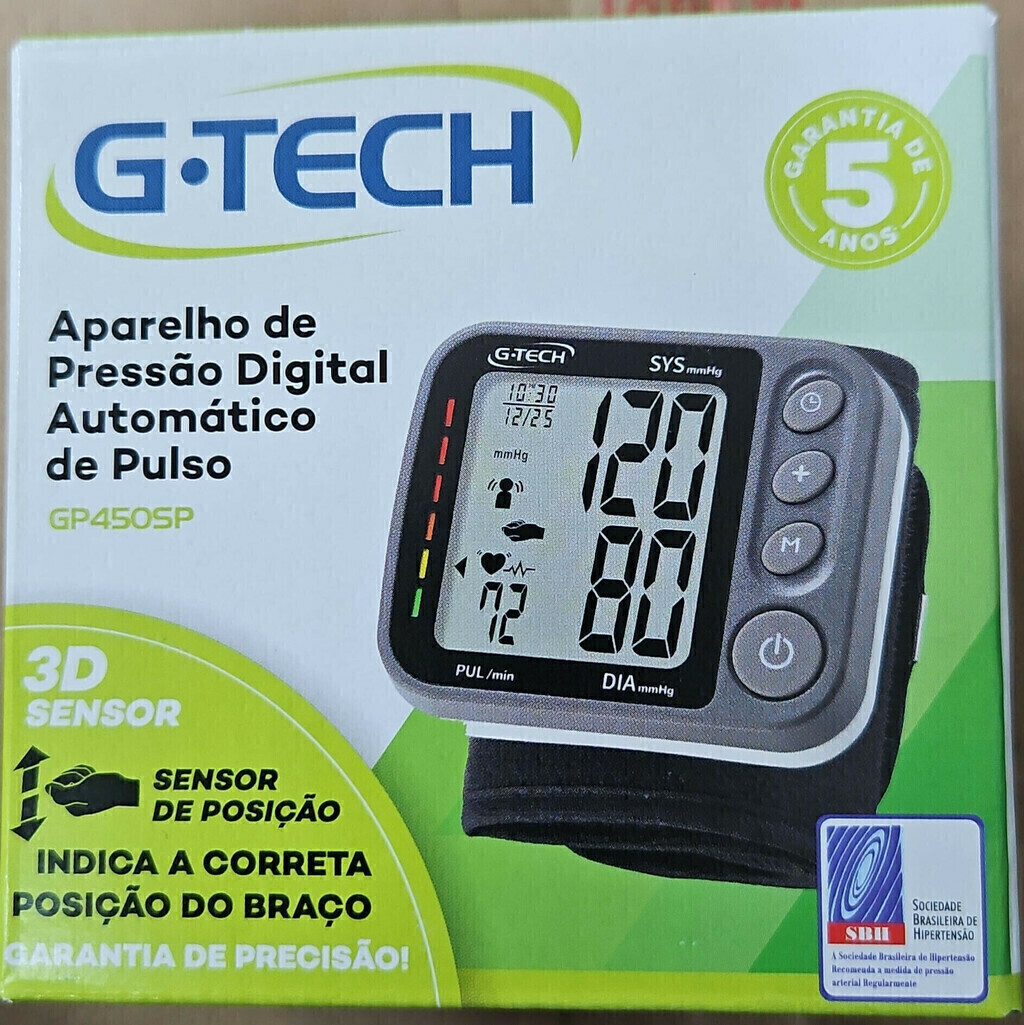 G·TECH
GARANTIA DE
5
ANOS
Aparelho de
Pressão Digital
Automático
de Pulso
GP450SP
G·TECH
SYS mmHg
10:30
12/25
120
mmHg
80
72
M
PUL/min
DIA mmHg
3D
SENSOR
SENSOR
DE POSIÇÃO
INDICA A CORRETA
POSIÇÃO DO BRAÇO
GARANTIA DE PRECISÃO!
SBH
SOCIEDADE
BRASILEIRA DE
HIPERTENSÃO
A Sociedade Brasileira de Hipertensão
Recomenda a medida de pressão
arterial Regularmente